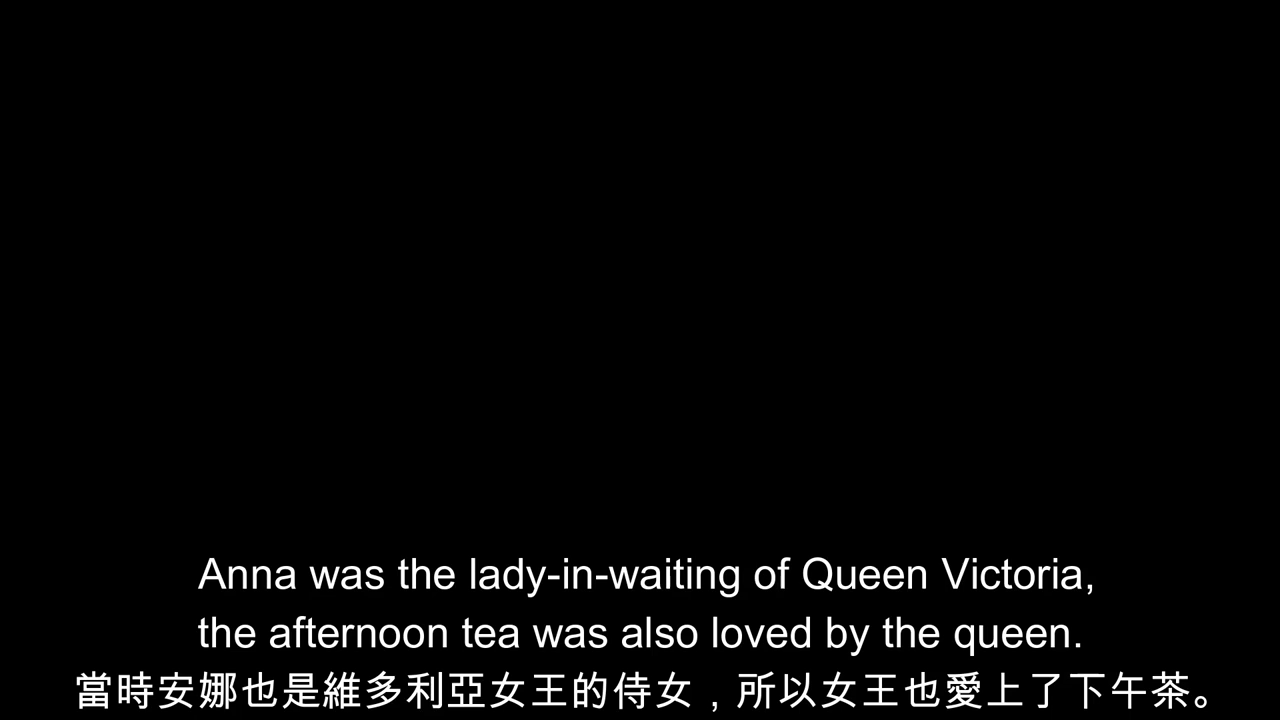 Anna was the lady-in-waiting of Queen Victoria,
the afternoon tea was also loved by the queen.
當時安娜也是維多利亞女王的侍女，所以女王也愛上了下午茶。